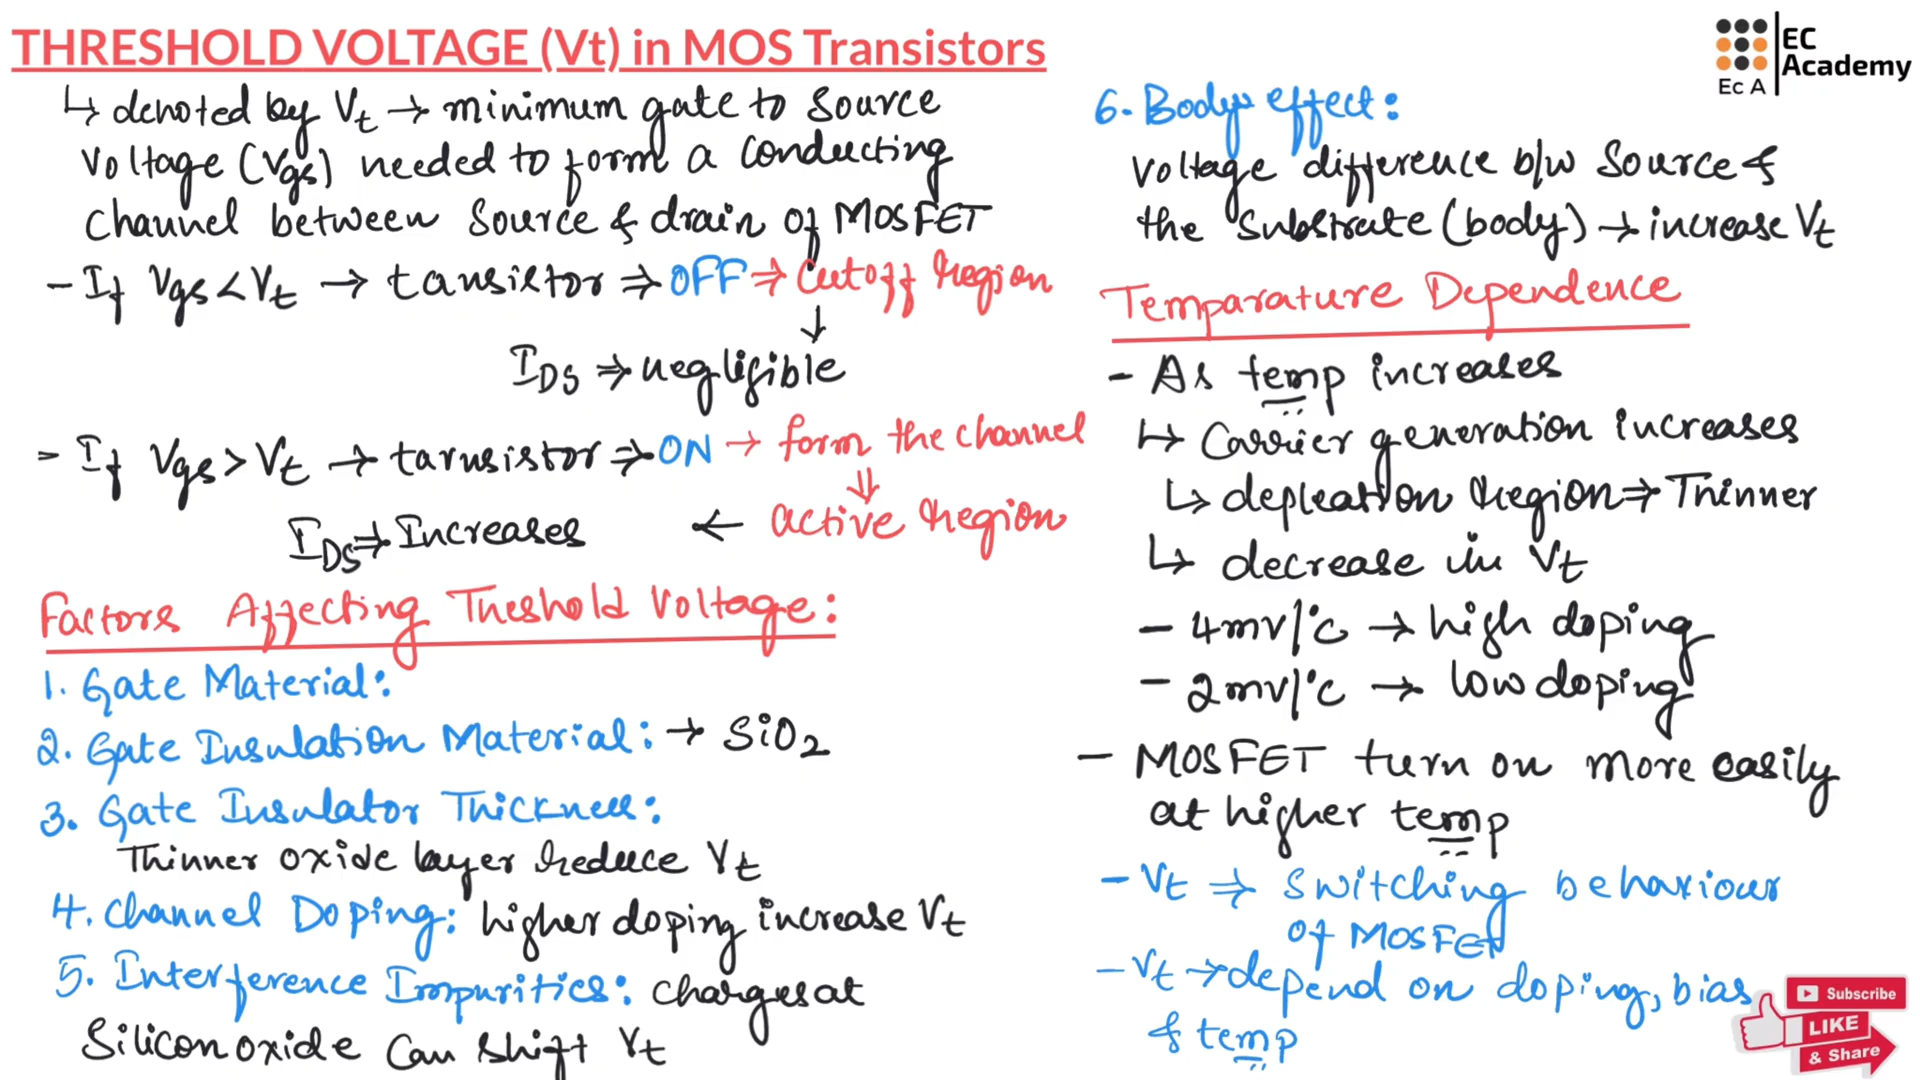 THRESHOLD VOLTAGE (Vt) in MOS Transistors
↳ denoted by Vt → minimum gate to source
voltage (Vgs) needed to form a conducting
channel between source & drain of MOSFET
- If Vgs < Vt → tansistor ⇒ OFF ⇒ Cutoff region
↓
IDS ⇒ negligible
- If Vgs > Vt → tarnsistor ⇒ ON → form the channel
⇓
IDS ⇒ Increases ← active region
Factors Affecting Theshold Voltage:
1. Gate Material:
2. Gate Insulation Material: → SiO2
3. Gate Insulator Thickness:
Thinner oxide layer reduce Vt
4. Channel Doping: higher doping increase Vt
5. Interference Impurities: charges at
Silicon oxide can shift Vt
EC
Academy
Ec A
6. Body effect:
voltage difference b/w source &
the substrate (body) → increase Vt
Temparature Dependence
- As temp increases
↳ Carrier generation increases
↳ depleation region ⇒ Thinner
↳ decrease in Vt
- 4mv/°c → high doping
- 2mv/°c → low doping
- MOSFET turn on more easily
at higher temp
- Vt ⇒ switching behaviour
of MOSFET
- Vt → depend on doping, bias
& temp
Subscribe
LIKE
& Share